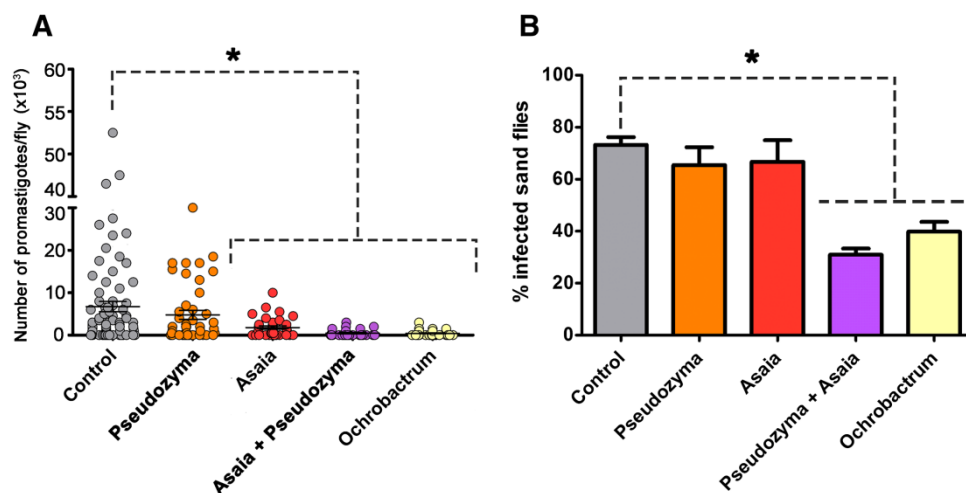 A
*
Number of promastigotes/fly (x10³)
60
55
50
40
30
20
10
0
Control
Pseudozyma
Asaia
Asaia + Pseudozyma
Ochrobactrum
B
*
% infected sand flies
100
80
60
40
20
0
Control
Pseudozyma
Asaia
Pseudozyma + Asaia
Ochrobactrum